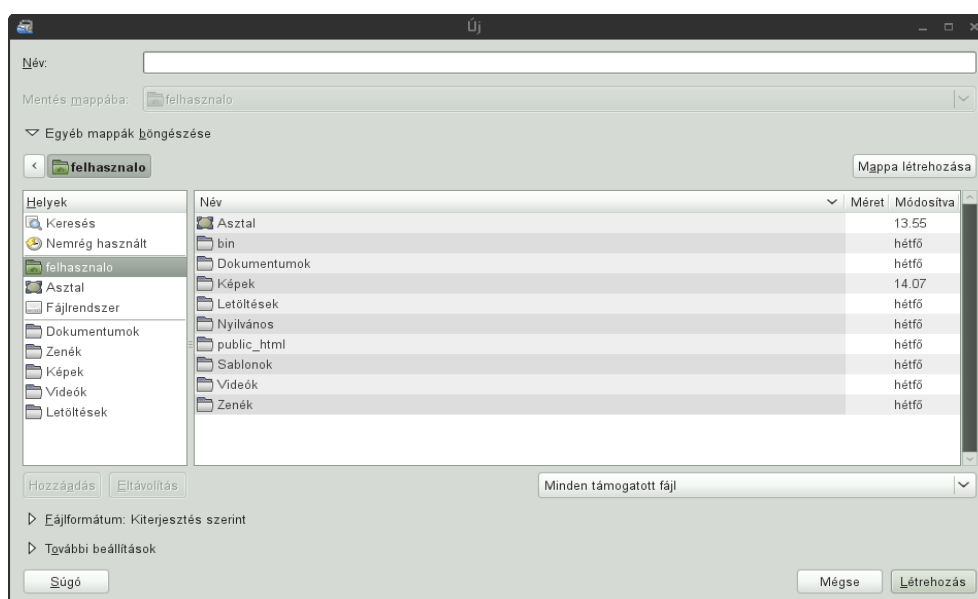 Új
Név:
Mentés mappába: felhasznalo
Egyéb mappák böngészése
felhasznalo
Mappa létrehozása
Helyek
Keresés
Nemrég használt
felhasznalo
Asztal
Fájlrendszer
Dokumentumok
Zenék
Képek
Videók
Letöltések
Név Méret Módosítva
Asztal 13.55
bin hétfő
Dokumentumok hétfő
Képek 14.07
Letöltések hétfő
Nyilvános hétfő
public_html hétfő
Sablonok hétfő
Videók hétfő
Zenék hétfő
Hozzáadás Eltávolítás
Minden támogatott fájl
Fájlformátum: Kiterjesztés szerint
További beállítások
Súgó Mégse Létrehozás